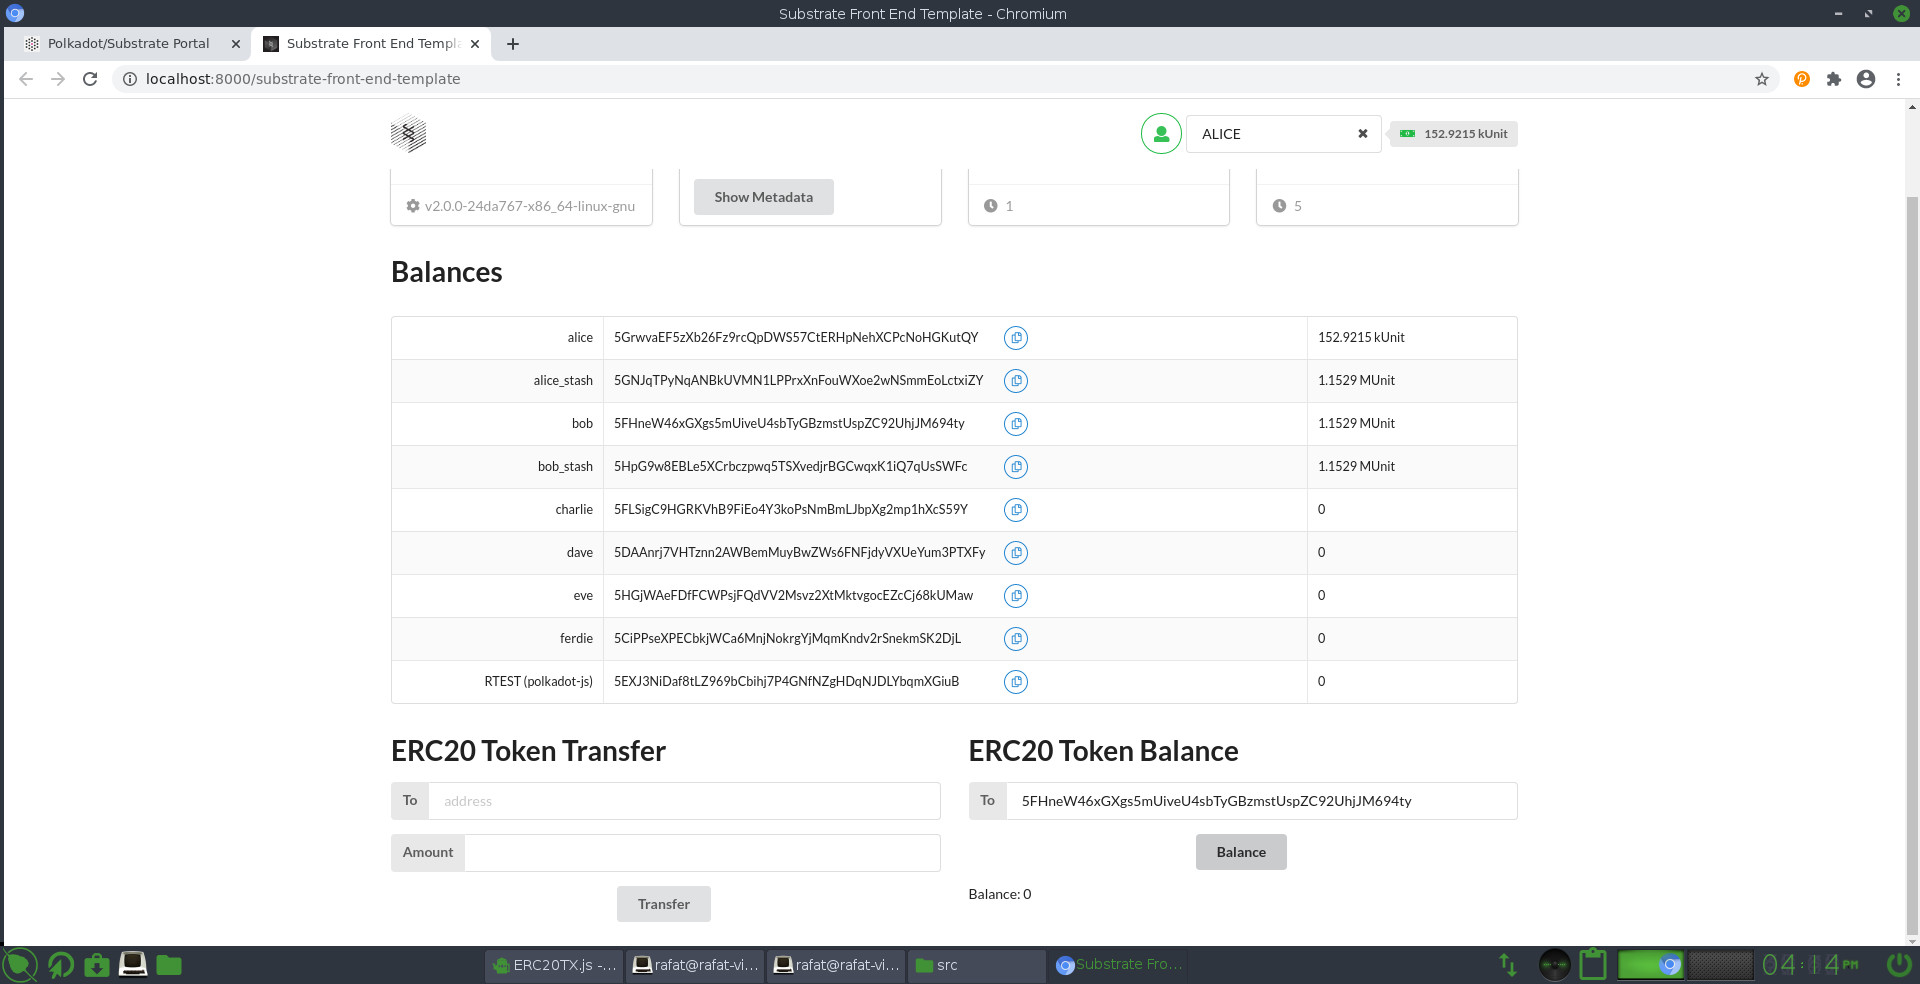 Substrate Front End Template - Chromium
Polkadot/Substrate Portal
Substrate Front End Templa
localhost:8000/substrate-front-end-template
ALICE
152.9215 kUnit
v2.0.0-24da767-x86_64-linux-gnu
Show Metadata
1
5
Balances
alice 5GrwvaEF5zXb26Fz9rcQpDWS57CtERHpNehXCPcNoHGKutQY 152.9215 kUnit
alice_stash 5GNJqTPyNqANBkUVMN1LPPrxXnFouWXoe2wNSmmEoLctxiZY 1.1529 MUnit
bob 5FHneW46xGXgs5mUiveU4sbTyGBzmstUspZC92UhjJM694ty 1.1529 MUnit
bob_stash 5HpG9w8EBLe5XCrbczpwq5TSXvedjrBGCwqxK1iQ7qUsSWFc 1.1529 MUnit
charlie 5FLSigC9HGRKVhB9FiEo4Y3koPsNmBmLJbpXg2mp1hXcS59Y 0
dave 5DAAnrj7VHTznn2AWBemMuyBwZWs6FNFjdyVXUeYum3PTXFy 0
eve 5HGjWAeFDfFCWPsjFQdVV2Msvz2XtMktvgocEZcCj68kUMaw 0
ferdie 5CiPPseXPECbkjWCa6MnjNokrgYjMqmKndv2rSnekmSK2DjL 0
RTEST (polkadot-js) 5EXJ3NiDaf8tLZ969bCbihj7P4GNfNZgHDqNJDLYbqmXGiuB 0
ERC20 Token Transfer
To address
Amount
Transfer
ERC20 Token Balance
To 5FHneW46xGXgs5mUiveU4sbTyGBzmstUspZC92UhjJM694ty
Balance
Balance: 0
ERC20TX.js -...
rafat@rafat-vi...
rafat@rafat-vi...
src
Substrate Fro...
04:14PM